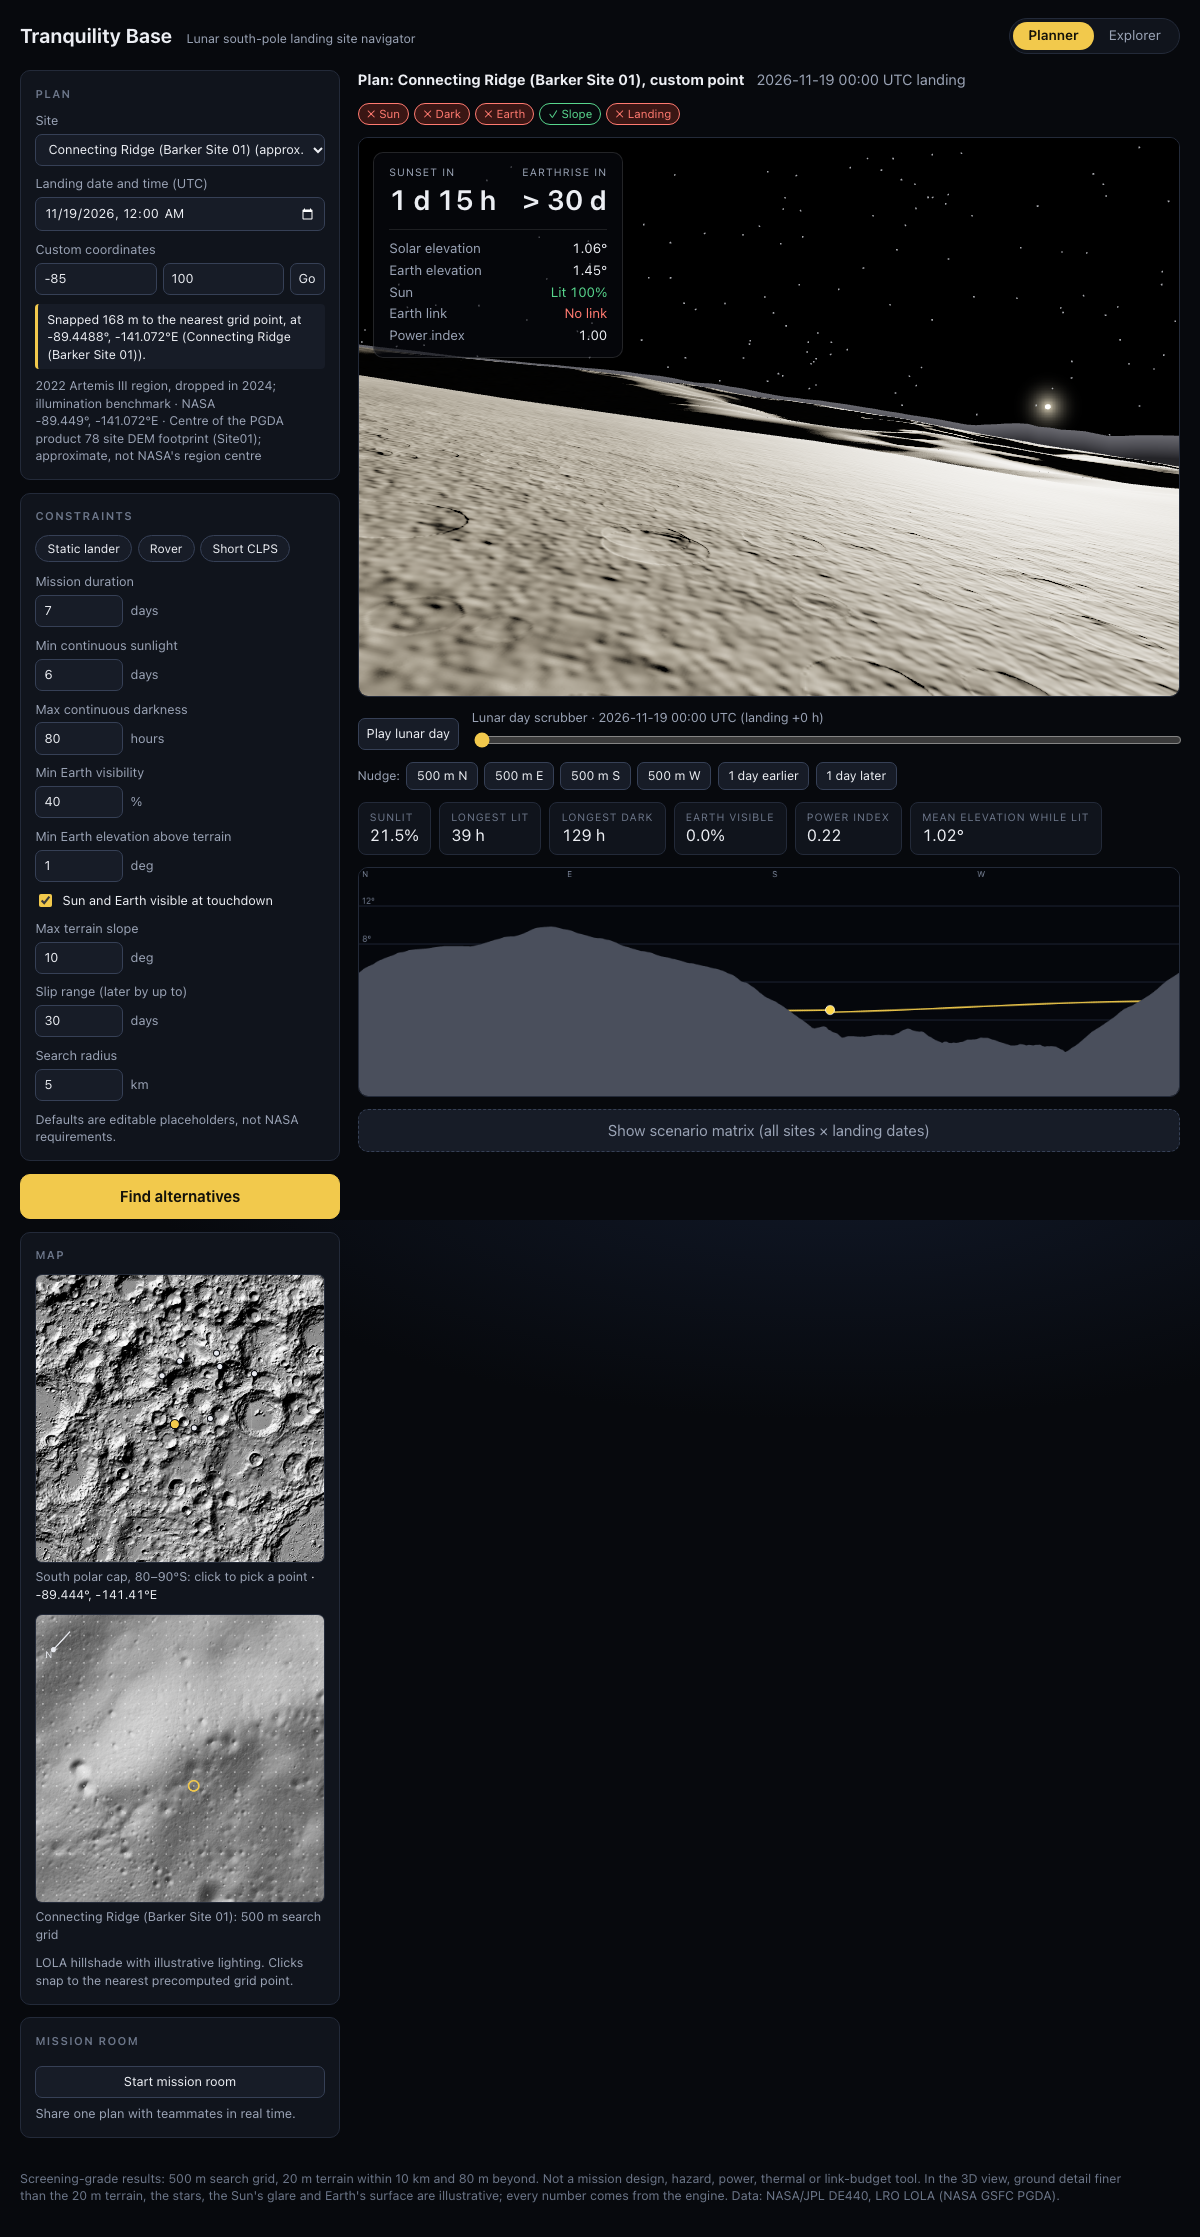 Tranquility Base
Lunar south-pole landing site navigator
Planner
Explorer
PLAN
Site
Connecting Ridge (Barker Site 01) (approx.
Landing date and time (UTC)
11/19/2026, 12:00 AM
Custom coordinates
-85
100
Go
Snapped 168 m to the nearest grid point, at
-89.4488°, -141.072°E (Connecting Ridge
(Barker Site 01)).
2022 Artemis III region, dropped in 2024;
illumination benchmark · NASA
-89.449°, -141.072°E · Centre of the PGDA
product 78 site DEM footprint (Site01);
approximate, not NASA's region centre
CONSTRAINTS
Static lander
Rover
Short CLPS
Mission duration
7 days
Min continuous sunlight
6 days
Max continuous darkness
80 hours
Min Earth visibility
40 %
Min Earth elevation above terrain
1 deg
Sun and Earth visible at touchdown
Max terrain slope
10 deg
Slip range (later by up to)
30 days
Search radius
5 km
Defaults are editable placeholders, not NASA
requirements.
Find alternatives
MAP
South polar cap, 80–90°S: click to pick a point ·
-89.444°, -141.41°E
N
Connecting Ridge (Barker Site 01): 500 m search
grid
LOLA hillshade with illustrative lighting. Clicks
snap to the nearest precomputed grid point.
MISSION ROOM
Start mission room
Share one plan with teammates in real time.
Plan: Connecting Ridge (Barker Site 01), custom point 2026-11-19 00:00 UTC landing
✕ Sun
✕ Dark
✕ Earth
✓ Slope
✕ Landing
SUNSET IN
1 d 15 h
EARTHRISE IN
> 30 d
Solar elevation 1.06°
Earth elevation 1.45°
Sun Lit 100%
Earth link No link
Power index 1.00
Play lunar day
Lunar day scrubber · 2026-11-19 00:00 UTC (landing +0 h)
Nudge:
500 m N
500 m E
500 m S
500 m W
1 day earlier
1 day later
SUNLIT
21.5%
LONGEST LIT
39 h
LONGEST DARK
129 h
EARTH VISIBLE
0.0%
POWER INDEX
0.22
MEAN ELEVATION WHILE LIT
1.02°
N
E
S
W
12°
8°
Show scenario matrix (all sites × landing dates)
Screening-grade results: 500 m search grid, 20 m terrain within 10 km and 80 m beyond. Not a mission design, hazard, power, thermal or link-budget tool. In the 3D view, ground detail finer
than the 20 m terrain, the stars, the Sun's glare and Earth's surface are illustrative; every number comes from the engine. Data: NASA/JPL DE440, LRO LOLA (NASA GSFC PGDA).